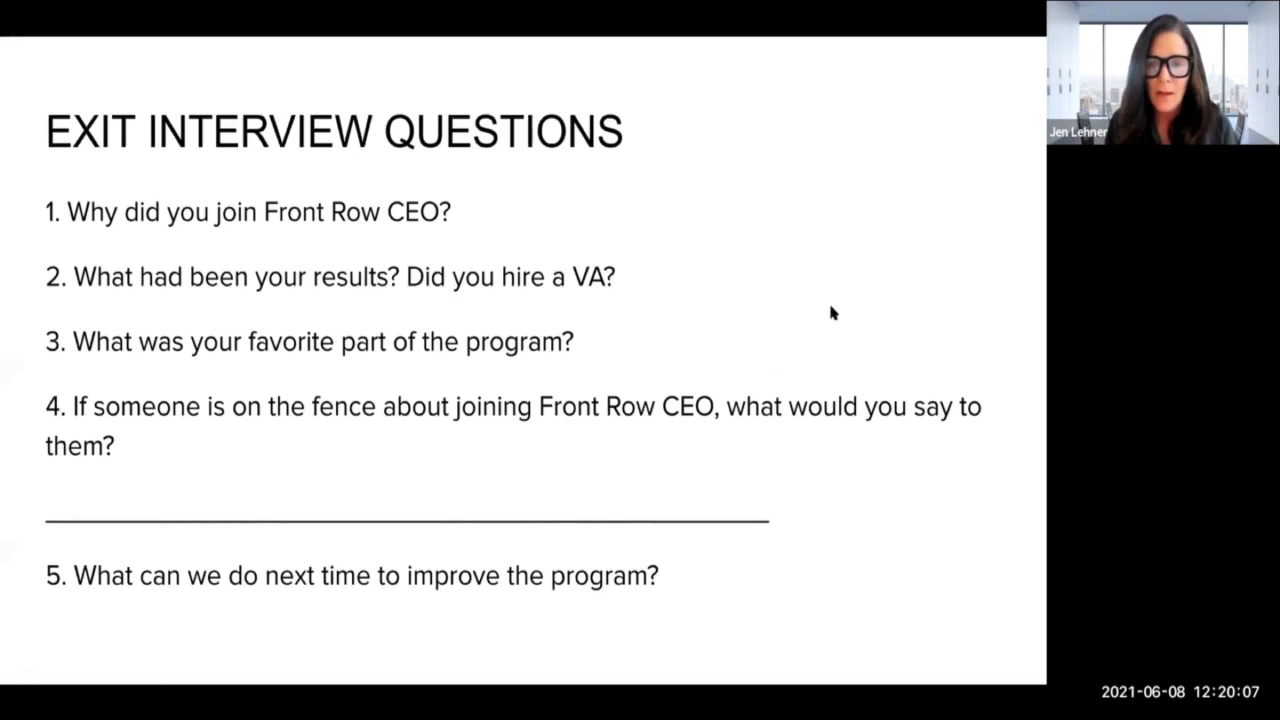 EXIT INTERVIEW QUESTIONS
1. Why did you join Front Row CEO?
2. What had been your results? Did you hire a VA?
3. What was your favorite part of the program?
4. If someone is on the fence about joining Front Row CEO, what would you say to
them?
5. What can we do next time to improve the program?
Jen Lehner
2021-06-08 12:20:07